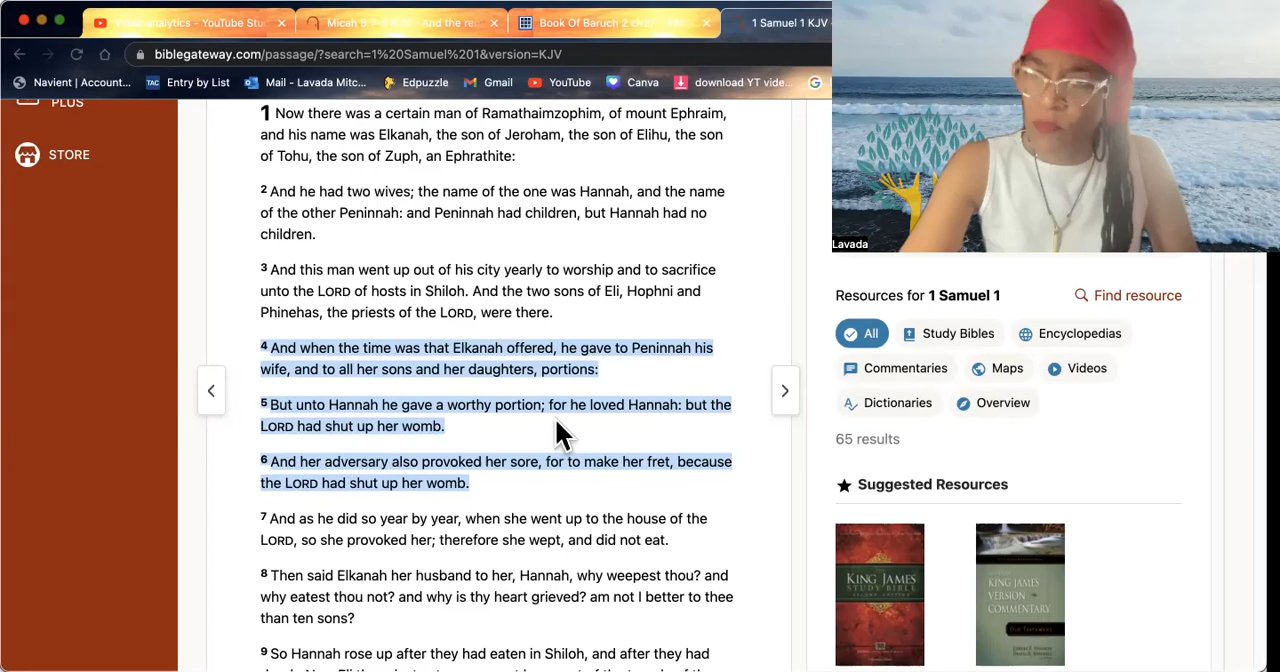 Video analytics - YouTube Stu
Micah 5:7-9 KJV - And the re
Book Of Baruch 2
1 Samuel 1 KJV
biblegateway.com/passage/?search=1%20Samuel%201&version=KJV
Navient | Account...
TAC Entry by List
Mail - Lavada Mitc...
Edpuzzle
Gmail
YouTube
Canva
download YT vide...
PLUS
STORE
1 Now there was a certain man of Ramathaimzophim, of mount Ephraim,
and his name was Elkanah, the son of Jeroham, the son of Elihu, the son
of Tohu, the son of Zuph, an Ephrathite:
2 And he had two wives; the name of the one was Hannah, and the name
of the other Peninnah: and Peninnah had children, but Hannah had no
children.
3 And this man went up out of his city yearly to worship and to sacrifice
unto the LORD of hosts in Shiloh. And the two sons of Eli, Hophni and
Phinehas, the priests of the LORD, were there.
4 And when the time was that Elkanah offered, he gave to Peninnah his
wife, and to all her sons and her daughters, portions:
5 But unto Hannah he gave a worthy portion; for he loved Hannah: but the
LORD had shut up her womb.
6 And her adversary also provoked her sore, for to make her fret, because
the LORD had shut up her womb.
7 And as he did so year by year, when she went up to the house of the
LORD, so she provoked her; therefore she wept, and did not eat.
8 Then said Elkanah her husband to her, Hannah, why weepest thou? and
why eatest thou not? and why is thy heart grieved? am not I better to thee
than ten sons?
9 So Hannah rose up after they had eaten in Shiloh, and after they had
Lavada
Resources for 1 Samuel 1
Find resource
All
Study Bibles
Encyclopedias
Commentaries
Maps
Videos
Dictionaries
Overview
65 results
Suggested Resources
KING JAMES
STUDY BIBLE
KING JAMES
VERSION
COMMENTARY